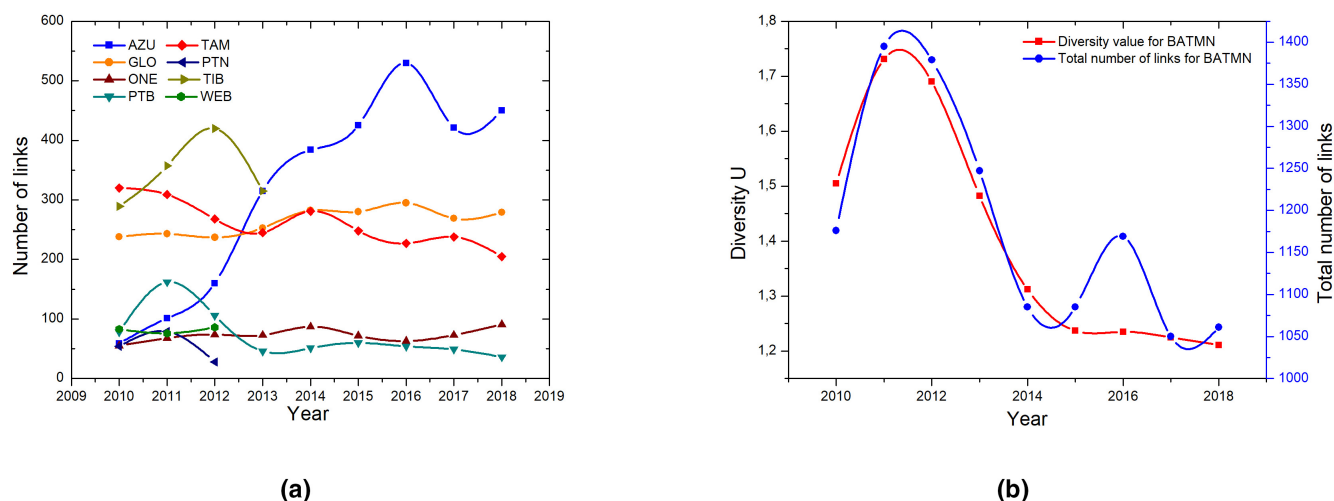 600
500
400
300
200
100
0
Number of links
AZU TAM
GLO PTN
ONE TIB
PTB WEB
2009 2010 2011 2012 2013 2014 2015 2016 2017 2018 2019
Year
(a)
1,8
1,7
1,6
1,5
1,4
1,3
1,2
Diversity U
Diversity value for BATMN
Total number of links for BATMN
1400
1350
1300
1250
1200
1150
1100
1050
1000
Total number of links
2010 2012 2014 2016 2018
Year
(b)